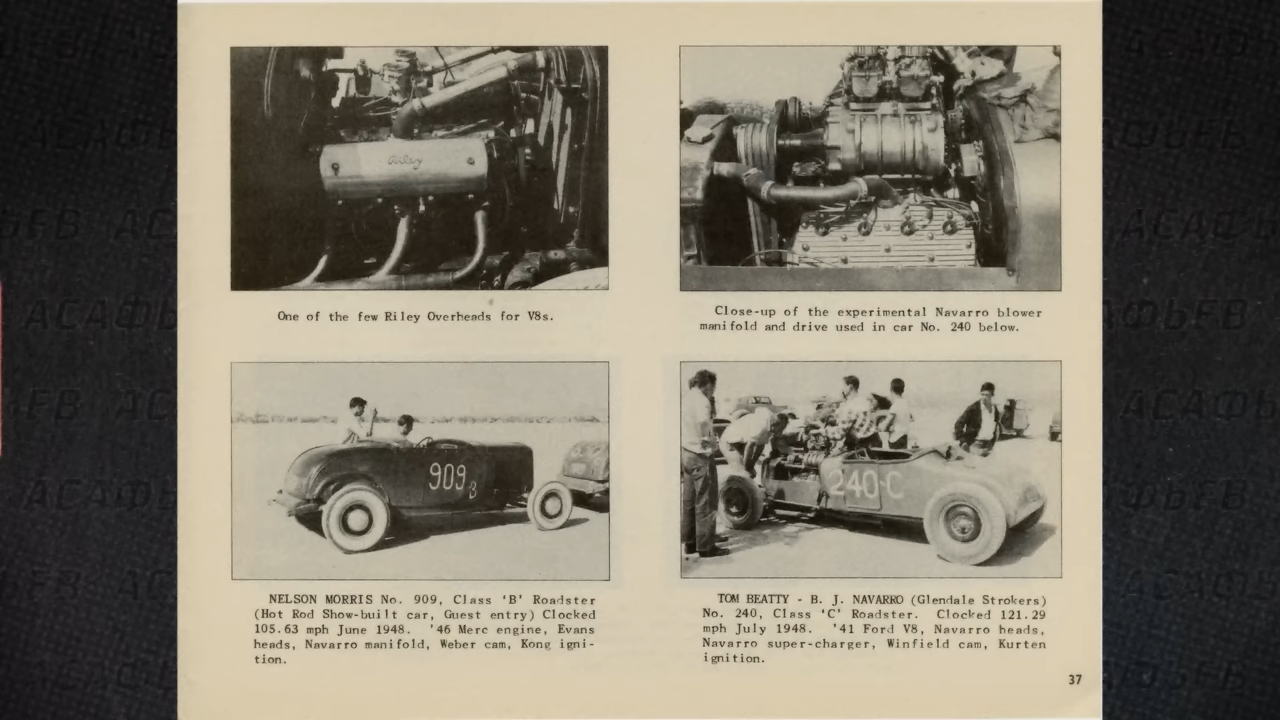 Riley
One of the few Riley Overheads for V8s.
Close-up of the experimental Navarro blower
manifold and drive used in car No. 240 below.
909 B
240-C
NELSON MORRIS No. 909, Class 'B' Roadster
(Hot Rod Show-built car, Guest entry) Clocked
105.63 mph June 1948. '46 Merc engine, Evans
heads, Navarro manifold, Weber cam, Kong igni-
tion.
TOM BEATTY - B. J. NAVARRO (Glendale Strokers)
No. 240, Class 'C' Roadster. Clocked 121.29
mph July 1948. '41 Ford V8, Navarro heads,
Navarro super-charger, Winfield cam, Kurten
ignition.
37
АСАФЬЕВ